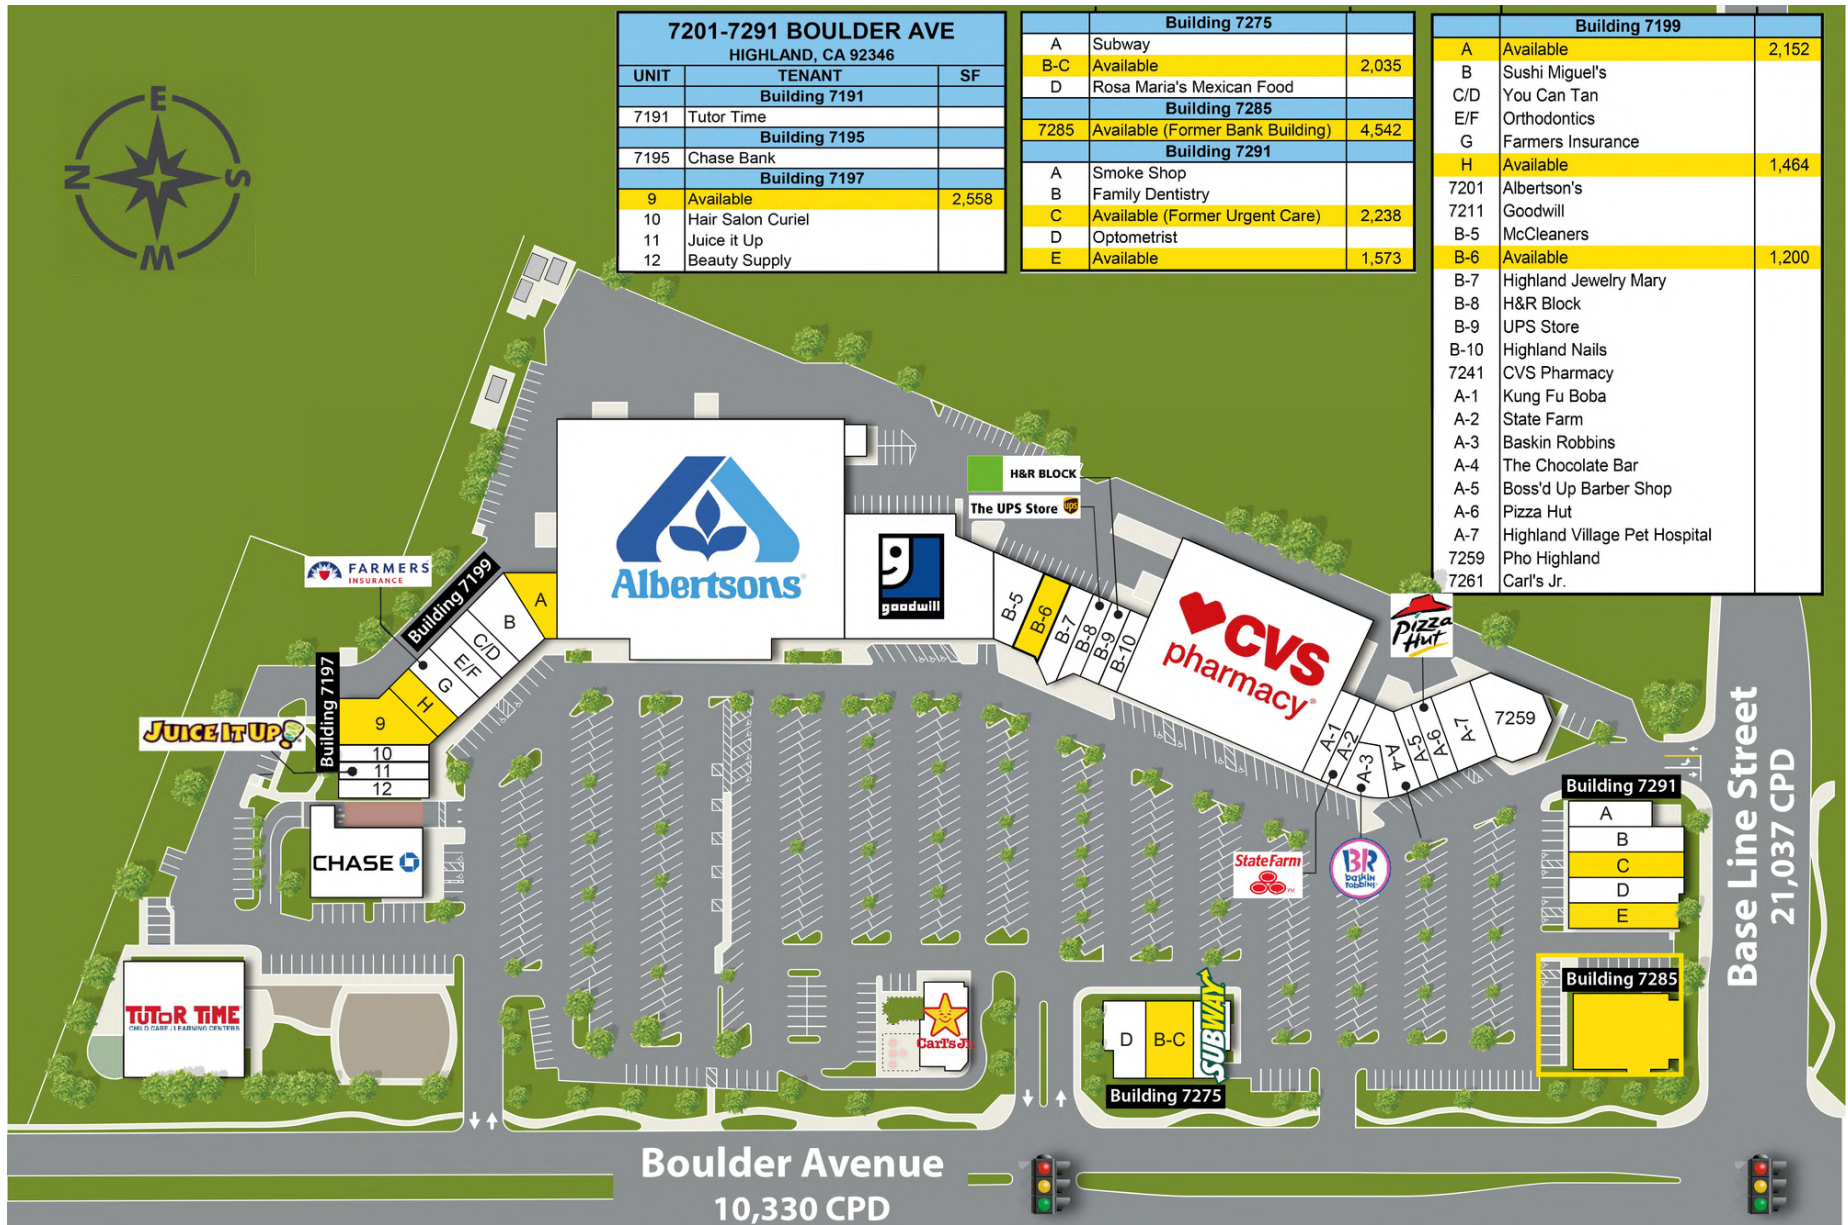 7201-7291 BOULDER AVE
HIGHLAND, CA 92346
UNIT TENANT SF
Building 7191
7191 Tutor Time
Building 7195
7195 Chase Bank
Building 7197
9 Available 2,558
10 Hair Salon Curiel
11 Juice it Up
12 Beauty Supply
Building 7275
A Subway
B-C Available 2,035
D Rosa Maria's Mexican Food
Building 7285
7285 Available (Former Bank Building) 4,542
Building 7291
A Smoke Shop
B Family Dentistry
C Available (Former Urgent Care) 2,238
D Optometrist
E Available 1,573
Building 7199
A Available 2,152
B Sushi Miguel's
C/D You Can Tan
E/F Orthodontics
G Farmers Insurance
H Available 1,464
7201 Albertson's
7211 Goodwill
B-5 McCleaners
B-6 Available 1,200
B-7 Highland Jewelry Mary
B-8 H&R Block
B-9 UPS Store
B-10 Highland Nails
7241 CVS Pharmacy
A-1 Kung Fu Boba
A-2 State Farm
A-3 Baskin Robbins
A-4 The Chocolate Bar
A-5 Boss'd Up Barber Shop
A-6 Pizza Hut
A-7 Highland Village Pet Hospital
7259 Pho Highland
7261 Carl's Jr.
E
N
S
W
H&R BLOCK
The UPS Store
ups
Albertsons
goodwill
FARMERS
INSURANCE
Building 7199
A
B
C/D
E/F
G
H
Building 7197
9
10
11
12
JUICE IT UP!
B-5
B-6
B-7
B-8
B-9
B-10
CVS
pharmacy
Pizza
Hut
A-1
A-2
A-3
A-4
A-5
A-6
A-7
7259
StateFarm
BR
baskin
robbins
CHASE
Building 7291
A
B
C
D
E
Building 7285
Base Line Street
21,037 CPD
TUTOR TIME
CHILD CARE / LEARNING CENTERS
Carl's Jr.
D
B-C
SUBWAY
Building 7275
Boulder Avenue
10,330 CPD